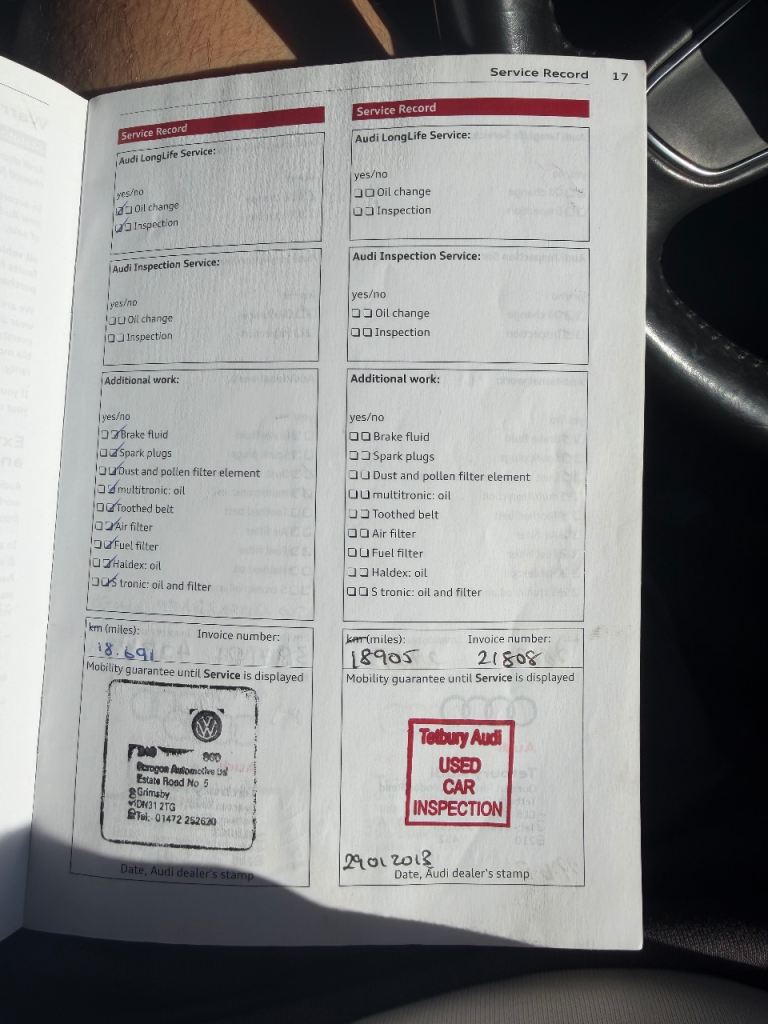 Service Record 17
Service Record
Audi LongLife Service:
yes/no
Oil change
Inspection
Audi Inspection Service:
yes/no
Oil change
Inspection
Additional work:
yes/no
Brake fluid
Spark plugs
Dust and pollen filter element
multitronic: oil
Toothed belt
Air filter
Fuel filter
Haldex: oil
S tronic: oil and filter
km (miles): Invoice number:
18.691
Mobility guarantee until Service is displayed
Paragon Automotive Ltd
Estate Road No 5
Grimsby
DN31 2TG
Tel:- 01472 252620
Date, Audi dealer's stamp
Service Record
Audi LongLife Service:
yes/no
Oil change
Inspection
Audi Inspection Service:
yes/no
Oil change
Inspection
Additional work:
yes/no
Brake fluid
Spark plugs
Dust and pollen filter element
multitronic: oil
Toothed belt
Air filter
Fuel filter
Haldex: oil
S tronic: oil and filter
km (miles): Invoice number:
18905 21808
Mobility guarantee until Service is displayed
Tetbury Audi
USED
CAR
INSPECTION
29 01 2013
Date, Audi dealer's stamp